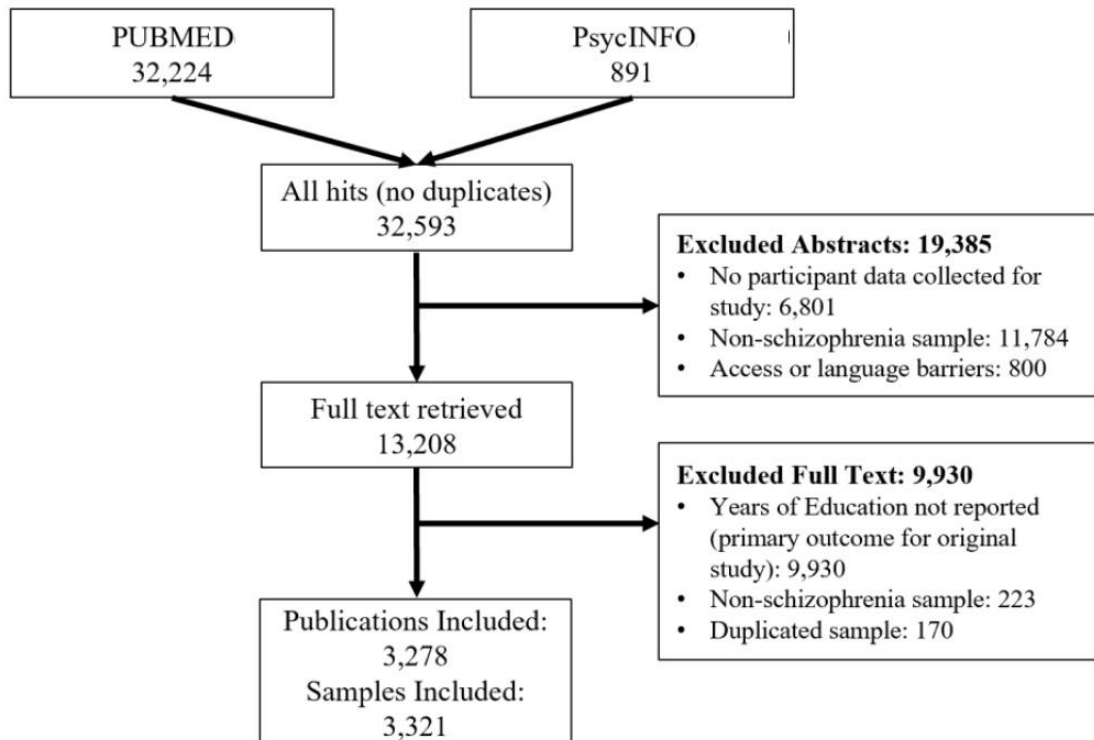 PUBMED
32,224
PsycINFO
891
All hits (no duplicates)
32,593
Excluded Abstracts: 19,385
• No participant data collected for
study: 6,801
• Non-schizophrenia sample: 11,784
• Access or language barriers: 800
Full text retrieved
13,208
Excluded Full Text: 9,930
• Years of Education not reported
(primary outcome for original
study): 9,930
• Non-schizophrenia sample: 223
• Duplicated sample: 170
Publications Included:
3,278
Samples Included:
3,321